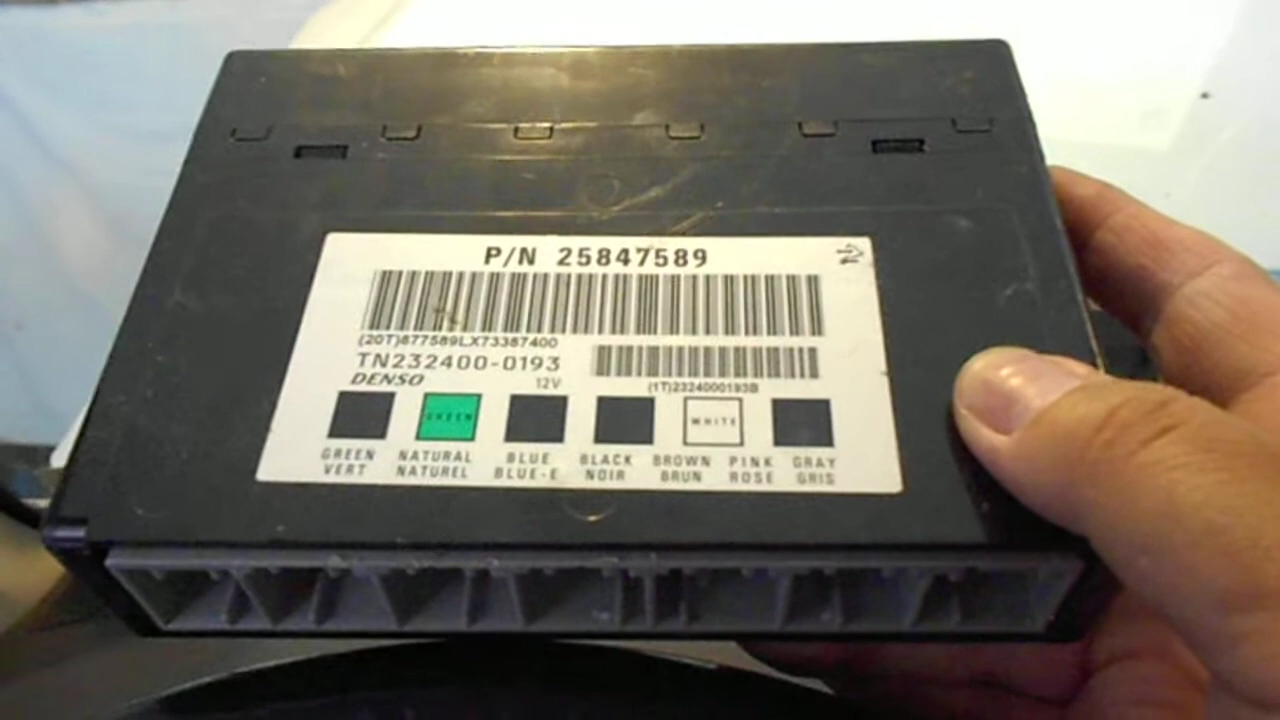 P/N 25847589
(20T)877589LX73387400
TN232400-0193
DENSO 12V
(1T)2324000193B
GREEN WHITE
GREEN NATURAL BLUE BLACK BROWN PINK GRAY
VERT NATUREL BLUE-E NOIR BRUN ROSE GRIS